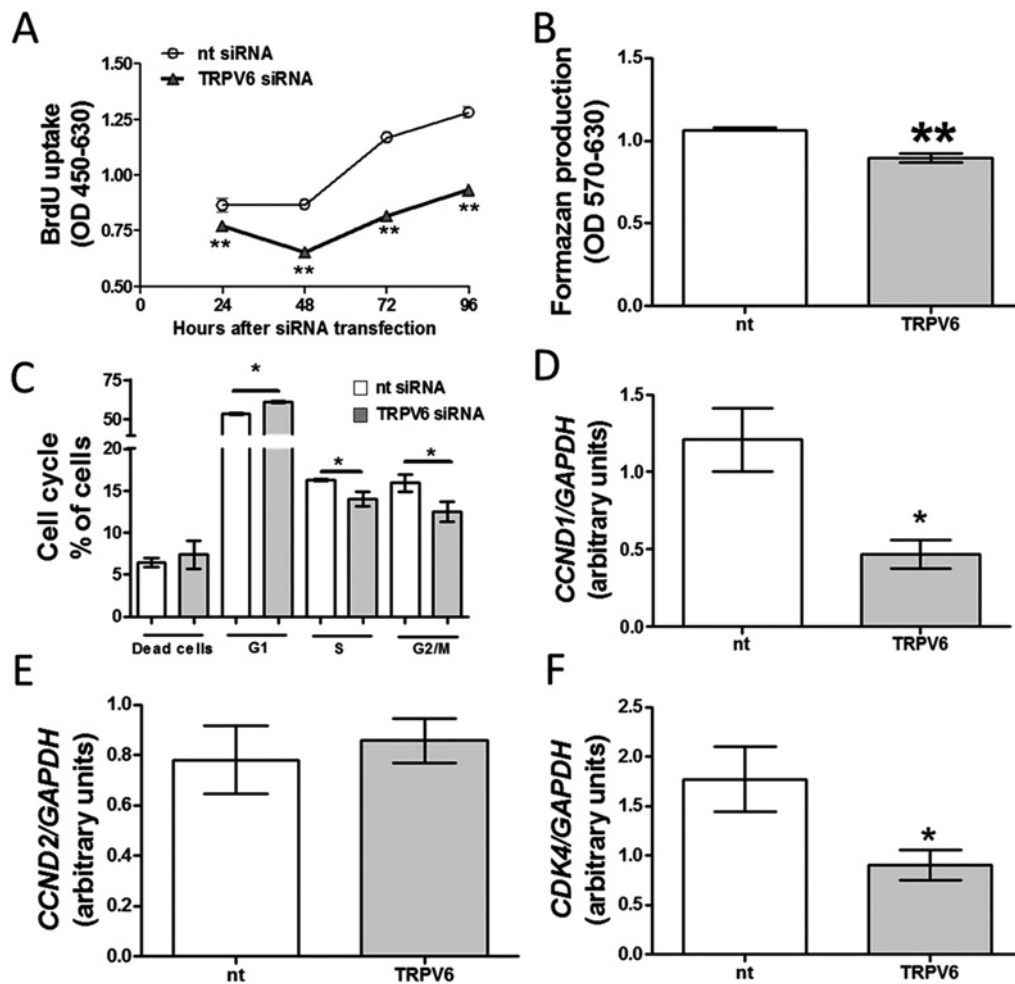 A
nt siRNA
TRPV6 siRNA
BrdU uptake
(OD 450-630)
1.50
1.25
1.00
0.75
0.50
**
**
**
**
0
24
48
72
96
Hours after siRNA transfection
B
Formazan production
(OD 570-630)
1.5
1.0
0.5
0.0
**
nt
TRPV6
C
nt siRNA
TRPV6 siRNA
Cell cycle
% of cells
75
50
20
15
10
5
0
*
*
*
Dead cells
G1
S
G2/M
D
CCND1/GAPDH
(arbitrary units)
1.5
1.0
0.5
0.0
*
nt
TRPV6
E
CCND2/GAPDH
(arbitrary units)
1.0
0.8
0.6
0.4
0.2
0.0
nt
TRPV6
F
CDK4/GAPDH
(arbitrary units)
2.5
2.0
1.5
1.0
0.5
0.0
*
nt
TRPV6